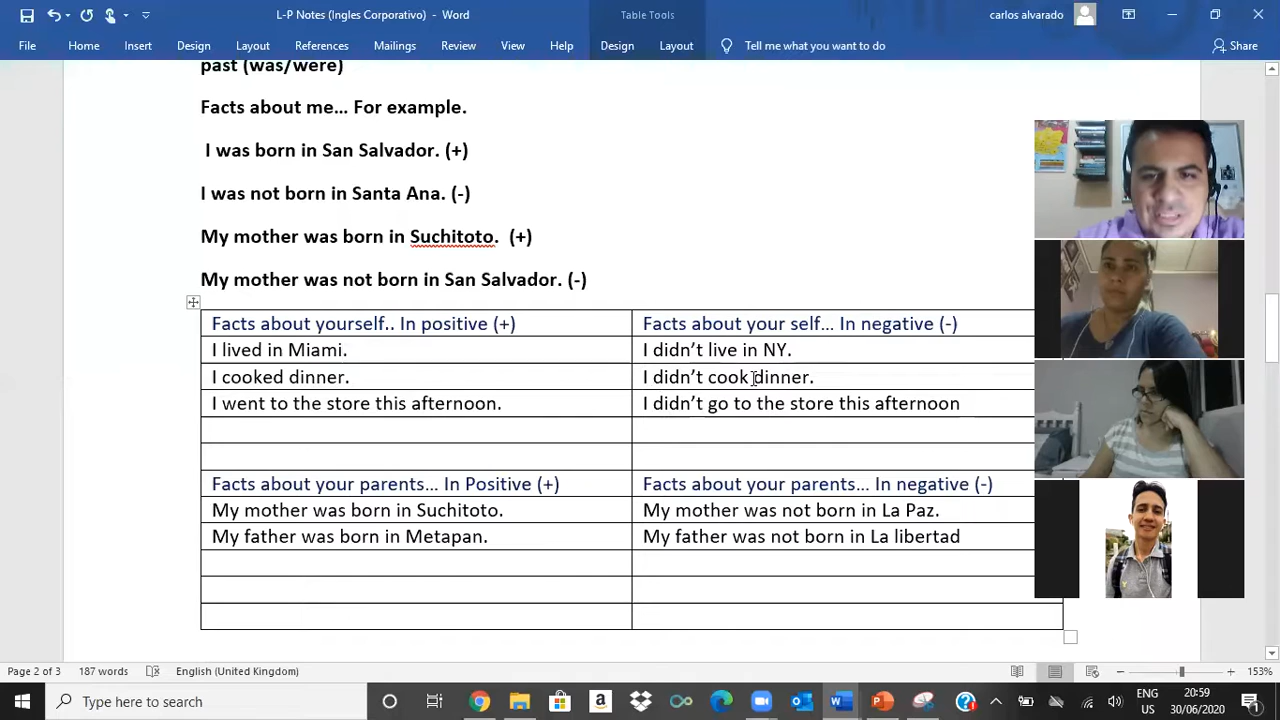 L-P Notes (Ingles Corporativo) - Word
Table Tools
carlos alvarado
File Home Insert Design Layout References Mailings Review View Help Design Layout Tell me what you want to do Share
past (was/were)
Facts about me... For example.
I was born in San Salvador. (+)
I was not born in Santa Ana. (-)
My mother was born in Suchitoto. (+)
My mother was not born in San Salvador. (-)
Facts about yourself.. In positive (+) Facts about your self... In negative (-)
I lived in Miami. I didn't live in NY.
I cooked dinner. I didn't cook dinner.
I went to the store this afternoon. I didn't go to the store this afternoon
Facts about your parents... In Positive (+) Facts about your parents... In negative (-)
My mother was born in Suchitoto. My mother was not born in La Paz.
My father was born in Metapan. My father was not born in La libertad
Page 2 of 3 187 words English (United Kingdom) 153%
Type here to search
ENG 20:59
US 30/06/2020